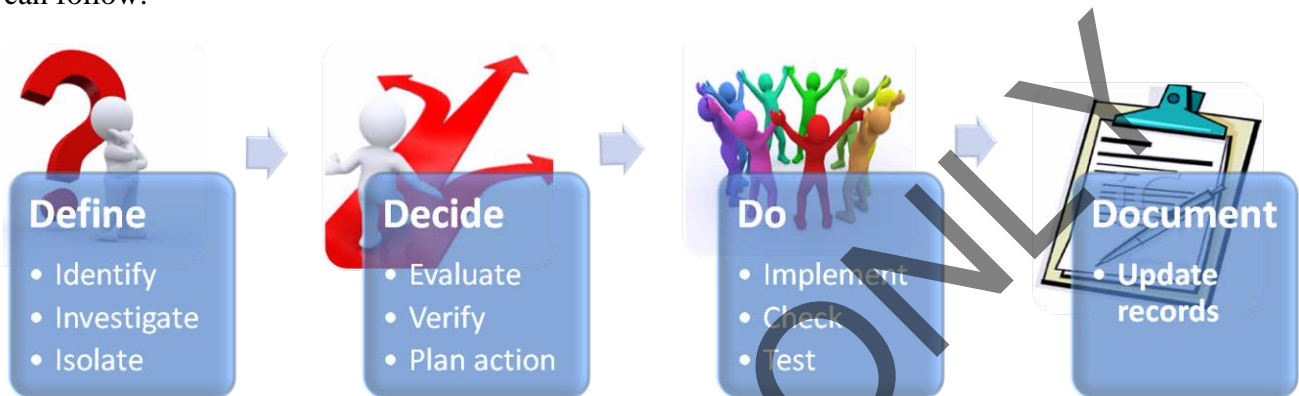 can follow:
Define
• Identify
• Investigate
• Isolate
Decide
• Evaluate
• Verify
• Plan action
Do
• Implement
• Check
• Test
Document
• Update
records
ONLY